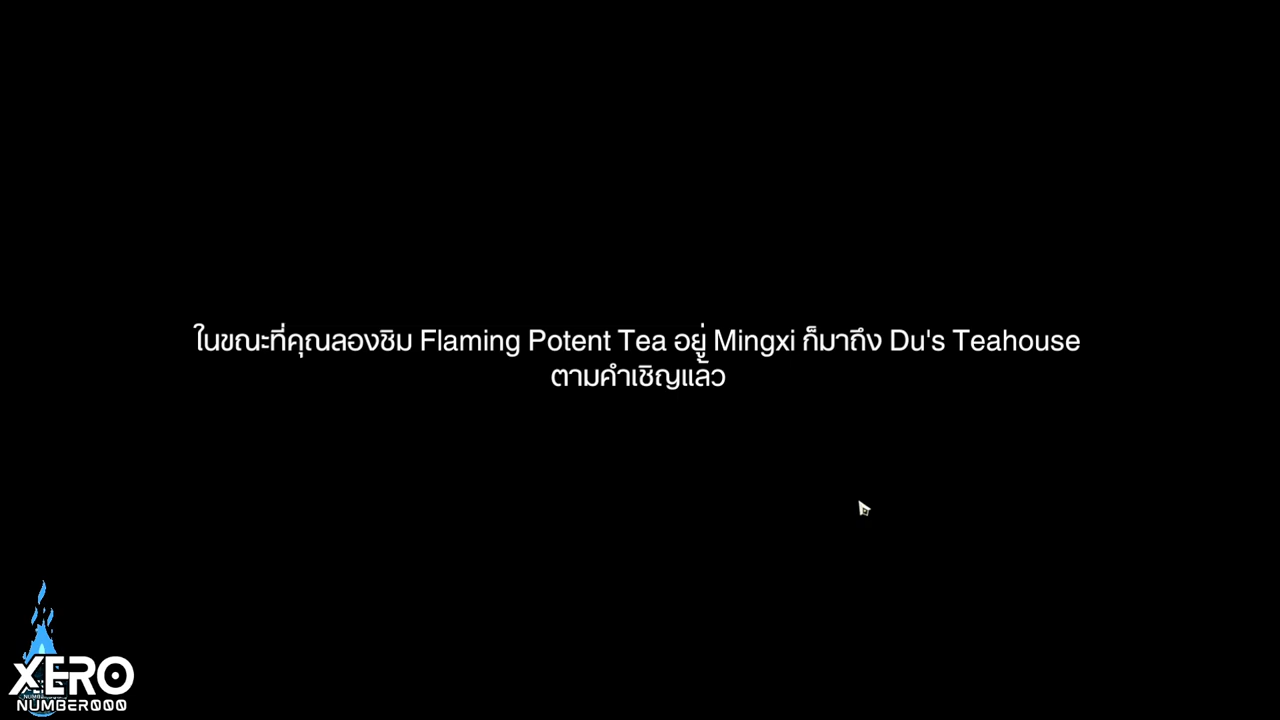 ในขณะที่คุณลองชิม Flaming Potent Tea อยู่ Mingxi ก็มาถึง Du's Teahouse
ตามคำเชิญแล้ว
XERO
NUMBER000